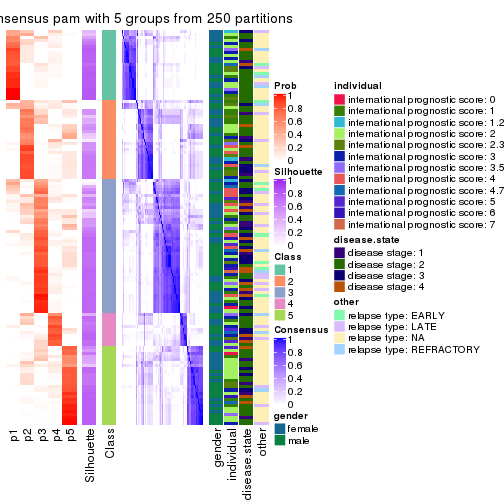 nsensus pam with 5 groups from 250 partitions
Prob
1
0.8
0.6
0.4
0.2
0
Silhouette
1
0.8
0.6
0.4
0.2
0
Class
1
2
3
4
5
Consensus
1
0.8
0.6
0.4
0.2
0
gender
female
male
individual
international prognostic score: 0
international prognostic score: 1
international prognostic score: 1.2
international prognostic score: 2
international prognostic score: 2.3
international prognostic score: 3
international prognostic score: 3.5
international prognostic score: 4
international prognostic score: 4.7
international prognostic score: 5
international prognostic score: 6
international prognostic score: 7
disease.state
disease stage: 1
disease stage: 2
disease stage: 3
disease stage: 4
other
relapse type: EARLY
relapse type: LATE
relapse type: NA
relapse type: REFRACTORY
p1
p2
p3
p4
p5
Silhouette
Class
gender
individual
disease.state
other